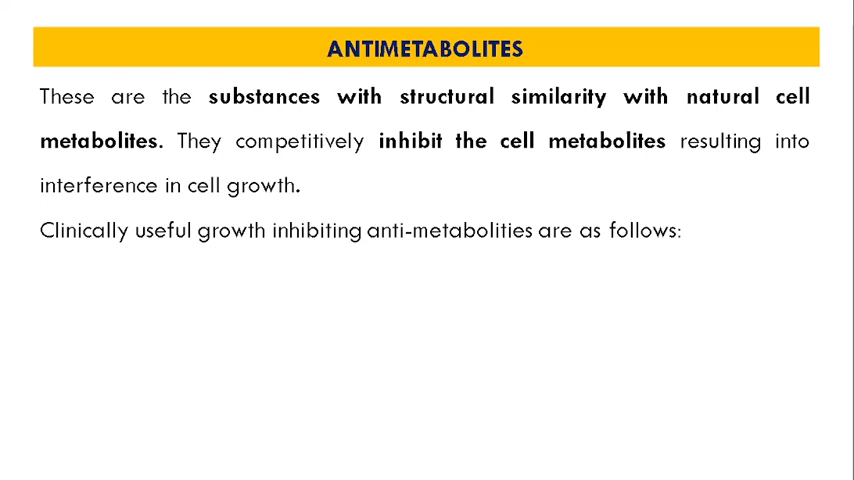 ANTIMETABOLITES
These are the substances with structural similarity with natural cell
metabolites. They competitively inhibit the cell metabolites resulting into
interference in cell growth.
Clinically useful growth inhibiting anti-metabolities are as follows: